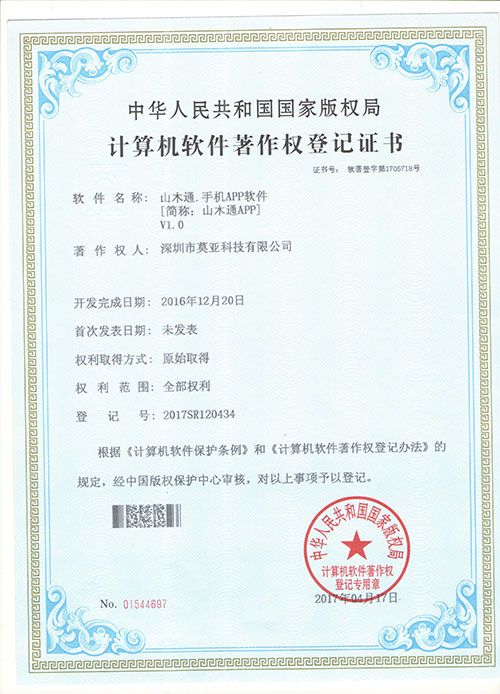 中华人民共和国国家版权局
计算机软件著作权登记证书
证书号： 软著登字第1705718号
软件名称： 山木通.手机APP软件
[简称：山木通APP]
V1.0
著作权人： 深圳市莫亚科技有限公司
开发完成日期： 2016年12月20日
首次发表日期： 未发表
权利取得方式： 原始取得
权利范围： 全部权利
登记号： 2017SR120434
根据《计算机软件保护条例》和《计算机软件著作权登记办法》的
规定，经中国版权保护中心审核，对以上事项予以登记。
中华人民共和国国家版权局
计算机软件著作权
登记专用章
No. 01544697
2017年04月17日